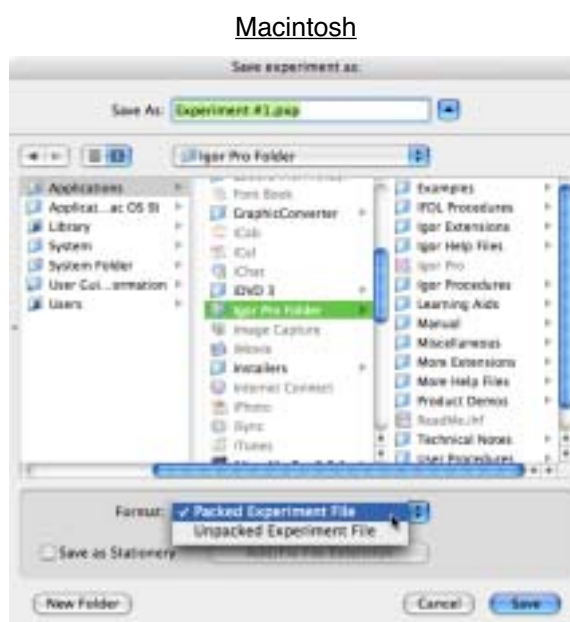 Macintosh
Save experiment as:
Save As: Experiment #1.pxp
Igor Pro Folder
Applications
Applicat...ac OS 9)
Library
System
System Folder
User Gui...ormation
Users
Font Book
GraphicConverter
iCab
iCal
iChat
iDVD 3
Igor Pro Folder
Image Capture
iMovie
Installers
Internet Connect
iPhoto
iSync
iTunes
Examples
IFDL Procedures
Igor Extensions
Igor Help Files
Igor Pro
Igor Procedures
Learning Aids
Manual
Miscellaneous
More Extensions
More Help Files
Product Demos
ReadMe.ihf
Technical Notes
User Procedures
Format: ✓ Packed Experiment File
Unpacked Experiment File
Save as Stationery
New Folder Cancel Save